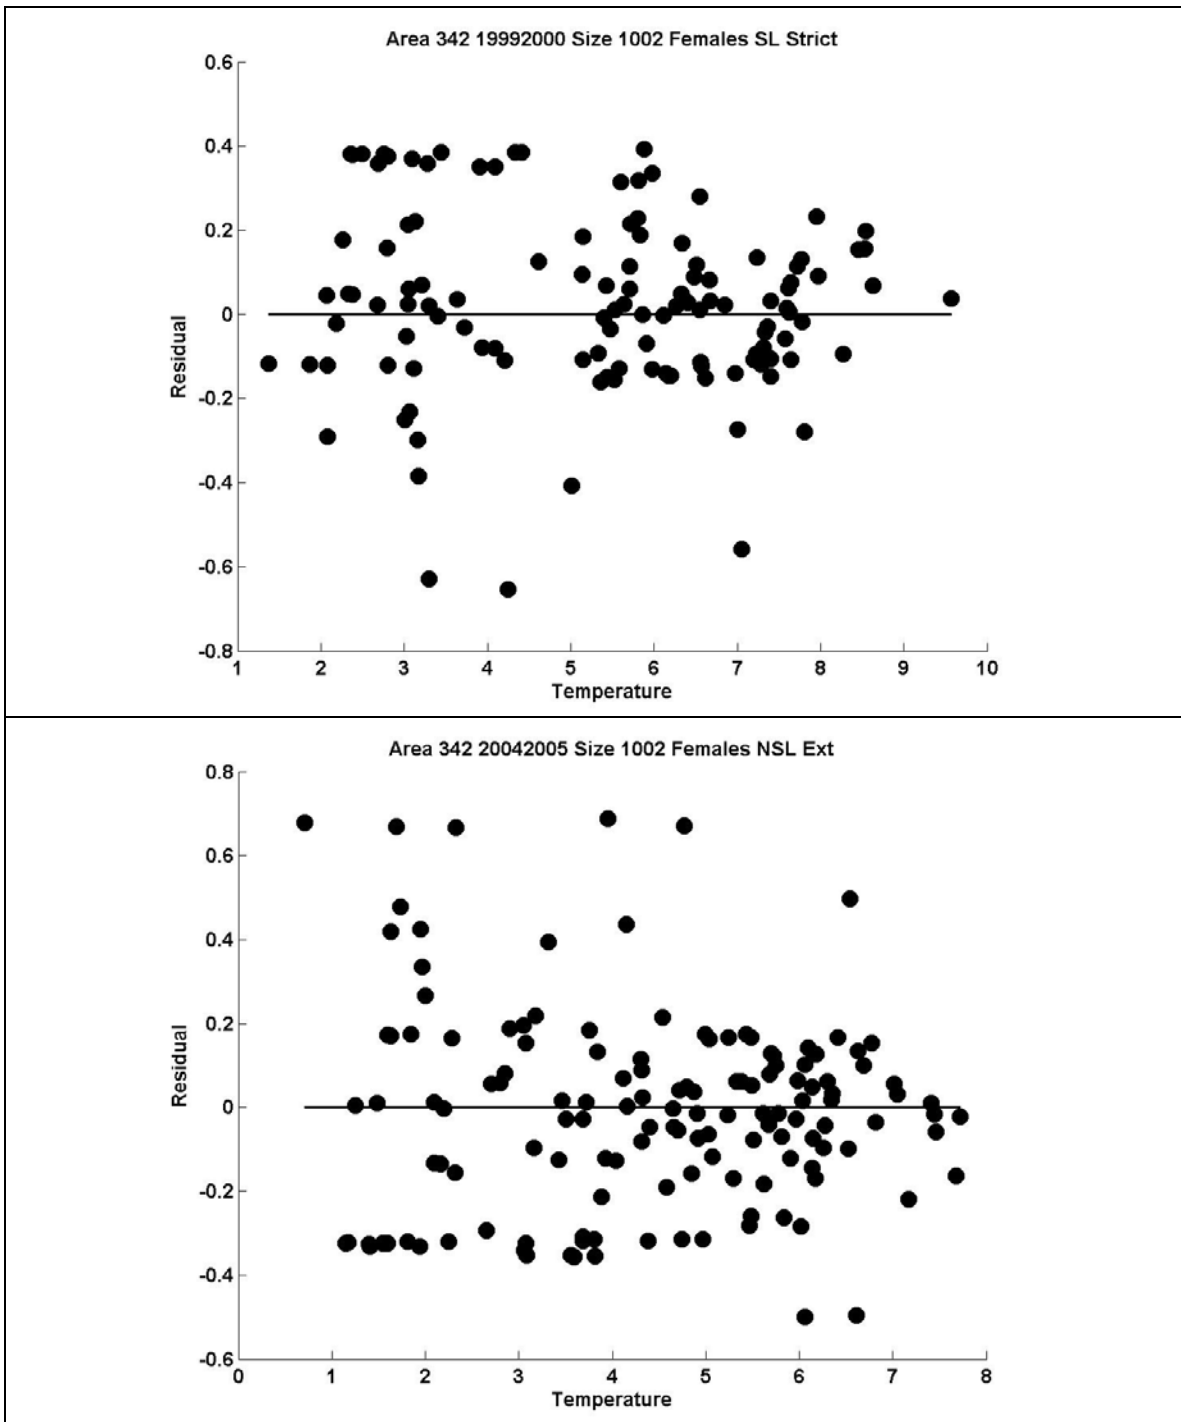 Area 342 19992000 Size 1002 Females SL Strict
0.6
0.4
0.2
0
-0.2
-0.4
-0.6
-0.8
Residual
1 2 3 4 5 6 7 8 9 10
Temperature
Area 342 20042005 Size 1002 Females NSL Ext
0.8
0.6
0.4
0.2
0
-0.2
-0.4
-0.6
Residual
0 1 2 3 4 5 6 7 8
Temperature